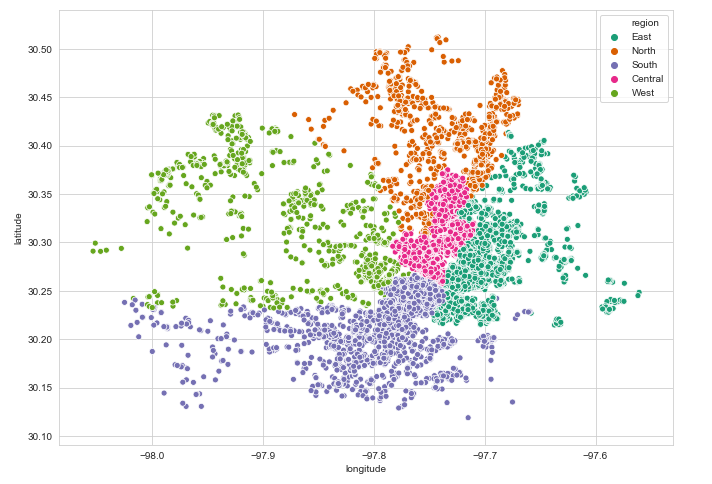 region
East
North
South
Central
West
30.50
30.45
30.40
30.35
30.30
30.25
30.20
30.15
30.10
latitude
−98.0 −97.9 −97.8 −97.7 −97.6
longitude